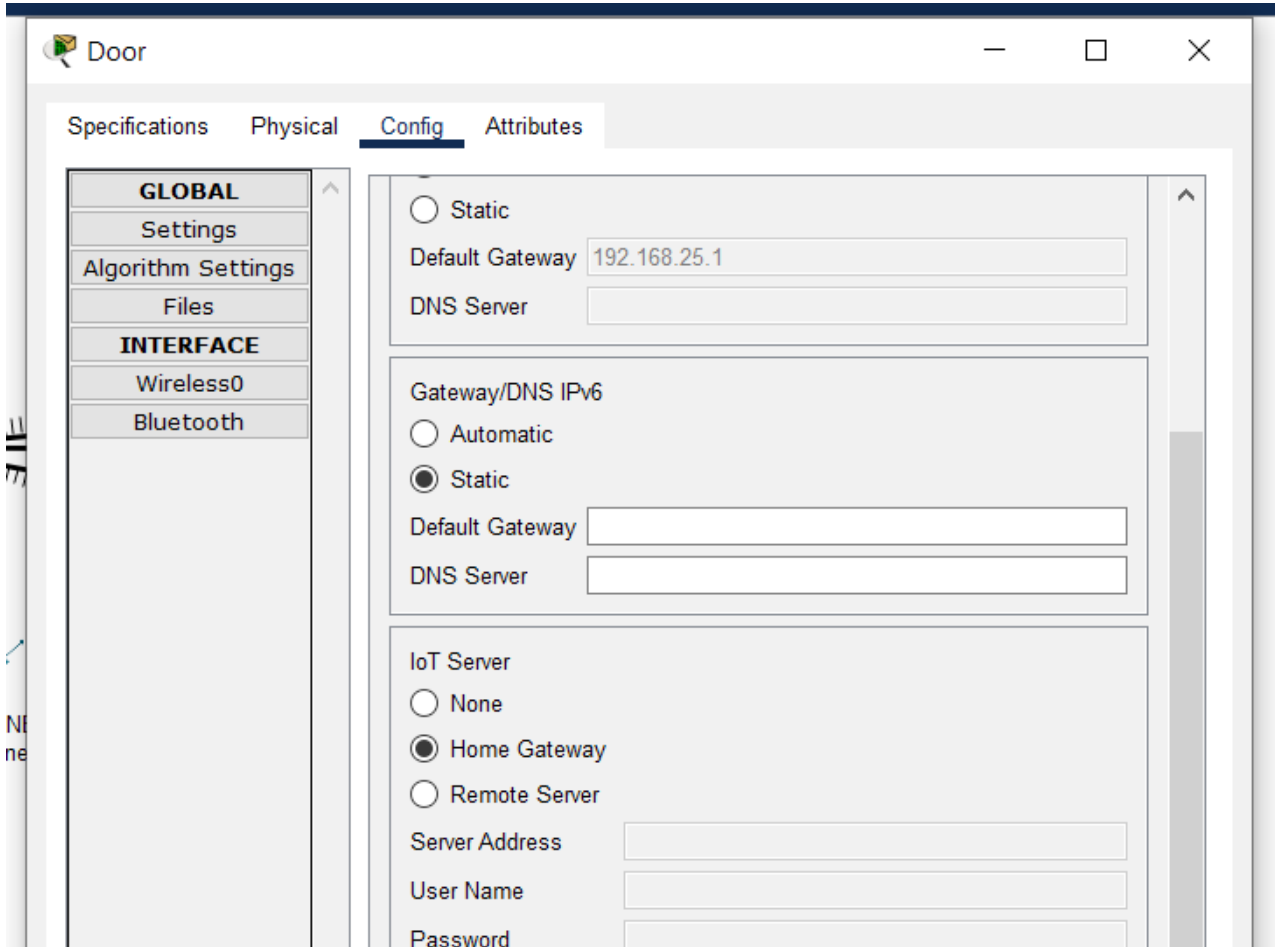 Door
Specifications Physical Config Attributes
GLOBAL
Settings
Algorithm Settings
Files
INTERFACE
Wireless0
Bluetooth
Static
Default Gateway 192.168.25.1
DNS Server
Gateway/DNS IPv6
Automatic
Static
Default Gateway
DNS Server
IoT Server
None
Home Gateway
Remote Server
Server Address
User Name
Password